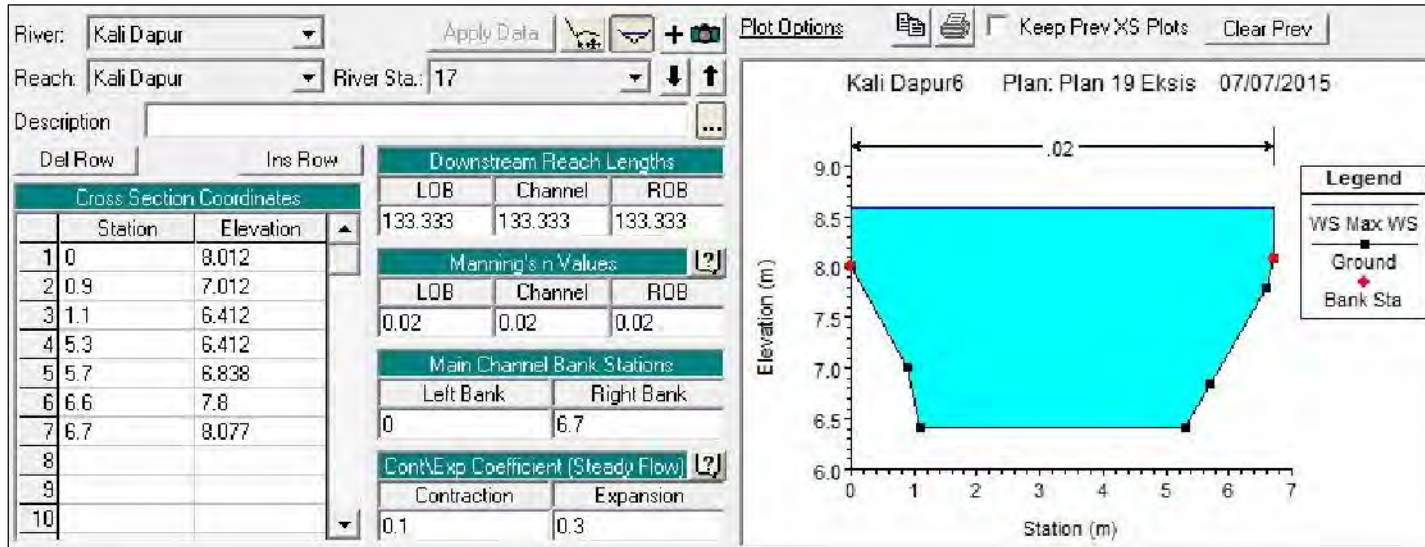 River: Kali Dapur Apply Data +
Reach: Kali Dapur River Sta.: 17
Description ...
Del Row Ins Row
Cross Section Coordinates
Station Elevation
1 0 8.012
2 0.9 7.012
3 1.1 6.412
4 5.3 6.412
5 5.7 6.838
6 6.6 7.8
7 6.7 8.077
8
9
10
Downstream Reach Lengths
LOB Channel ROB
133.333 133.333 133.333
Manning's n Values ?
LOB Channel ROB
0.02 0.02 0.02
Main Channel Bank Stations
Left Bank Right Bank
0 6.7
Cont\Exp Coefficient (Steady Flow) ?
Contraction Expansion
0.1 0.3
Plot Options Keep Prev XS Plots Clear Prev
Kali Dapur6 Plan: Plan 19 Eksis 07/07/2015
.02
9.0
8.5
8.0
7.5
7.0
6.5
6.0
Elevation (m)
0 1 2 3 4 5 6 7
Station (m)
Legend
WS Max WS
Ground
Bank Sta